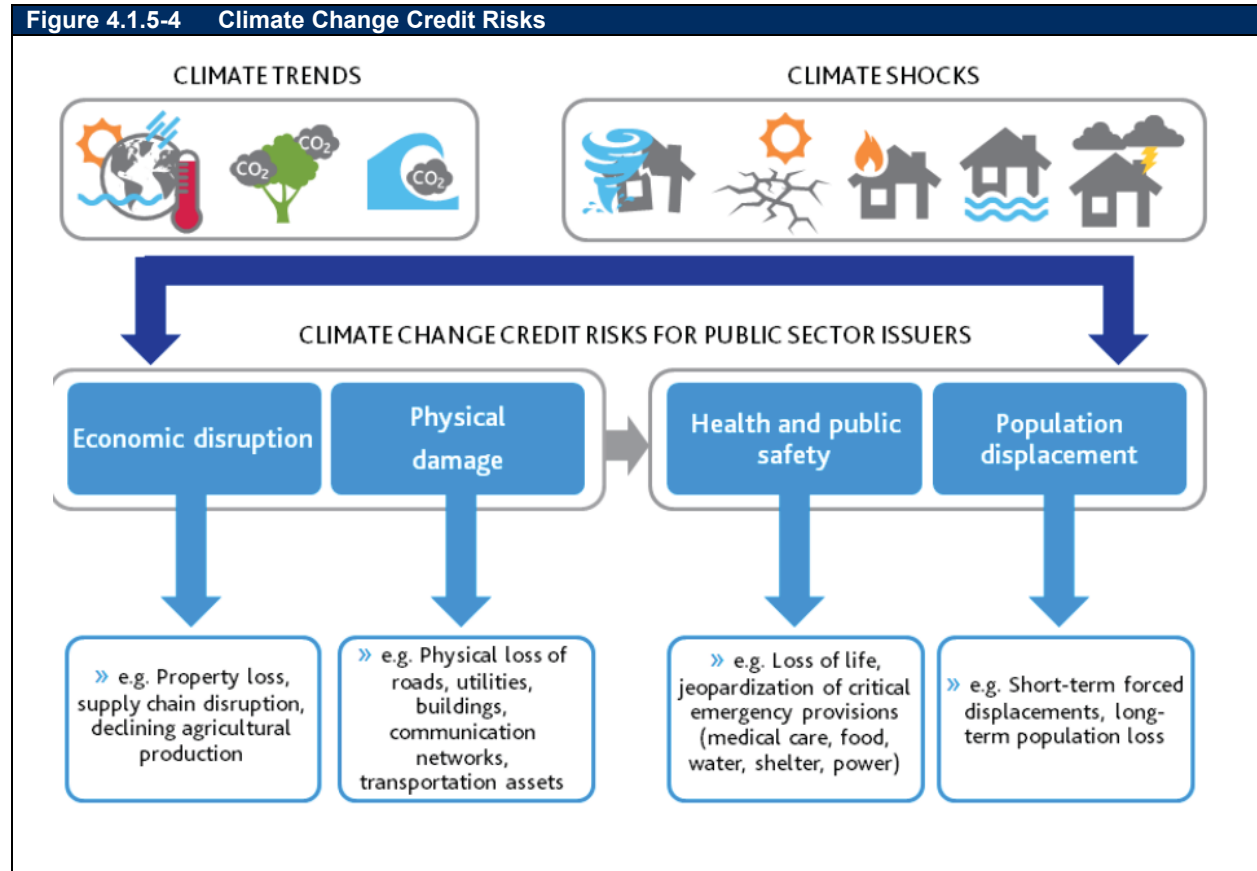 Figure 4.1.5-4 Climate Change Credit Risks
CLIMATE TRENDS
CLIMATE SHOCKS
CO2
CO2
CO2
CLIMATE CHANGE CREDIT RISKS FOR PUBLIC SECTOR ISSUERS
Economic disruption
Physical
damage
Health and public
safety
Population
displacement
» e.g. Property loss,
supply chain disruption,
declining agricultural
production
» e.g. Physical loss of
roads, utilities,
buildings,
communication
networks,
transportation assets
» e.g. Loss of life,
jeopardization of critical
emergency provisions
(medical care, food,
water, shelter, power)
» e.g. Short-term forced
displacements, long-
term population loss